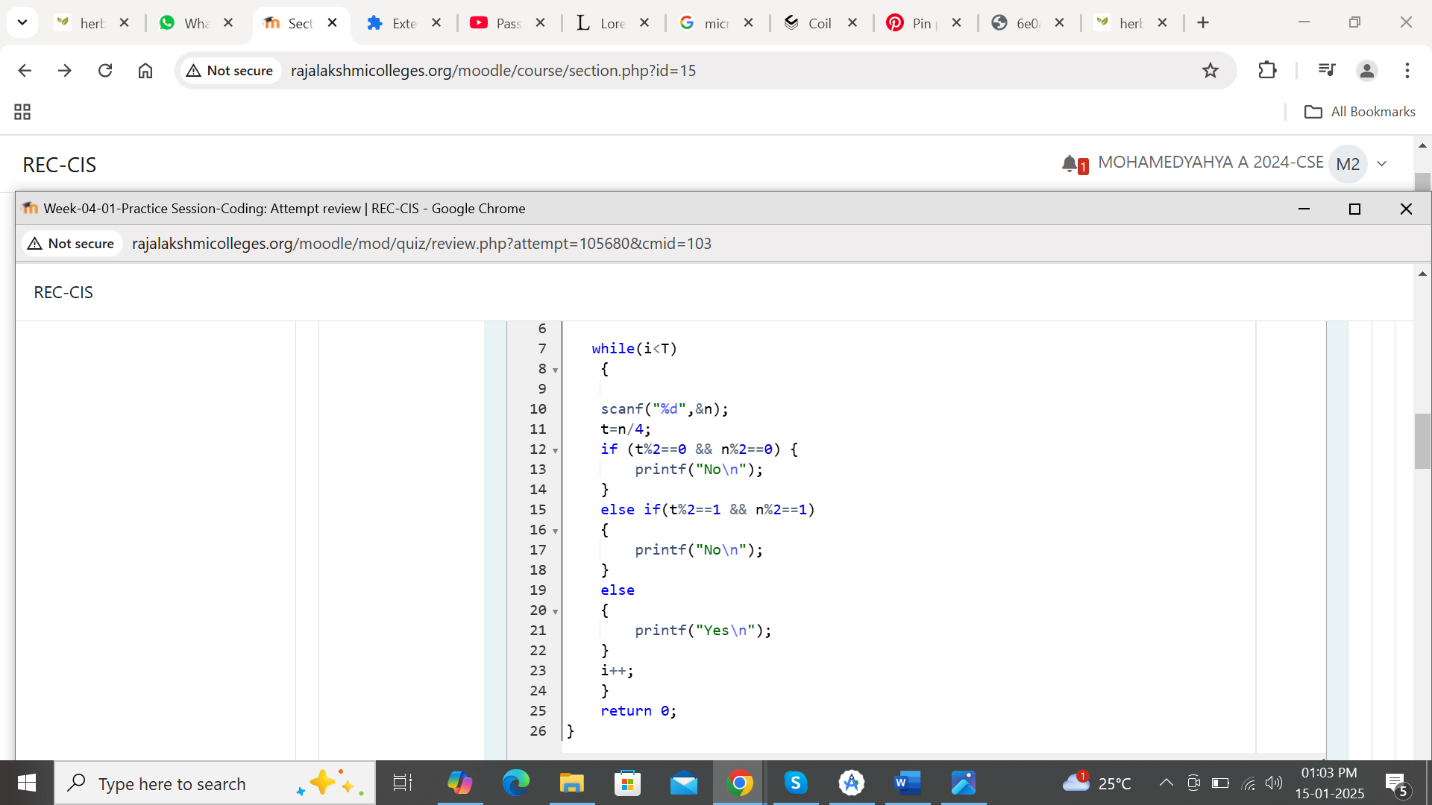 herb
Wha
Sect
Exte
Pass
Lore
micr
Coil
Pin
6e0
herb
Not secure
rajalakshmicolleges.org/moodle/course/section.php?id=15
All Bookmarks
REC-CIS
1
MOHAMEDYAHYA A 2024-CSE
M2
Week-04-01-Practice Session-Coding: Attempt review | REC-CIS - Google Chrome
Not secure
rajalakshmicolleges.org/moodle/mod/quiz/review.php?attempt=105680&cmid=103
REC-CIS
6
7 while(i<T)
8 {
9
10 scanf("%d",&n);
11 t=n/4;
12 if (t%2==0 && n%2==0) {
13 printf("No\n");
14 }
15 else if(t%2==1 && n%2==1)
16 {
17 printf("No\n");
18 }
19 else
20 {
21 printf("Yes\n");
22 }
23 i++;
24 }
25 return 0;
26 }
Type here to search
1
25°C
01:03 PM
15-01-2025
5